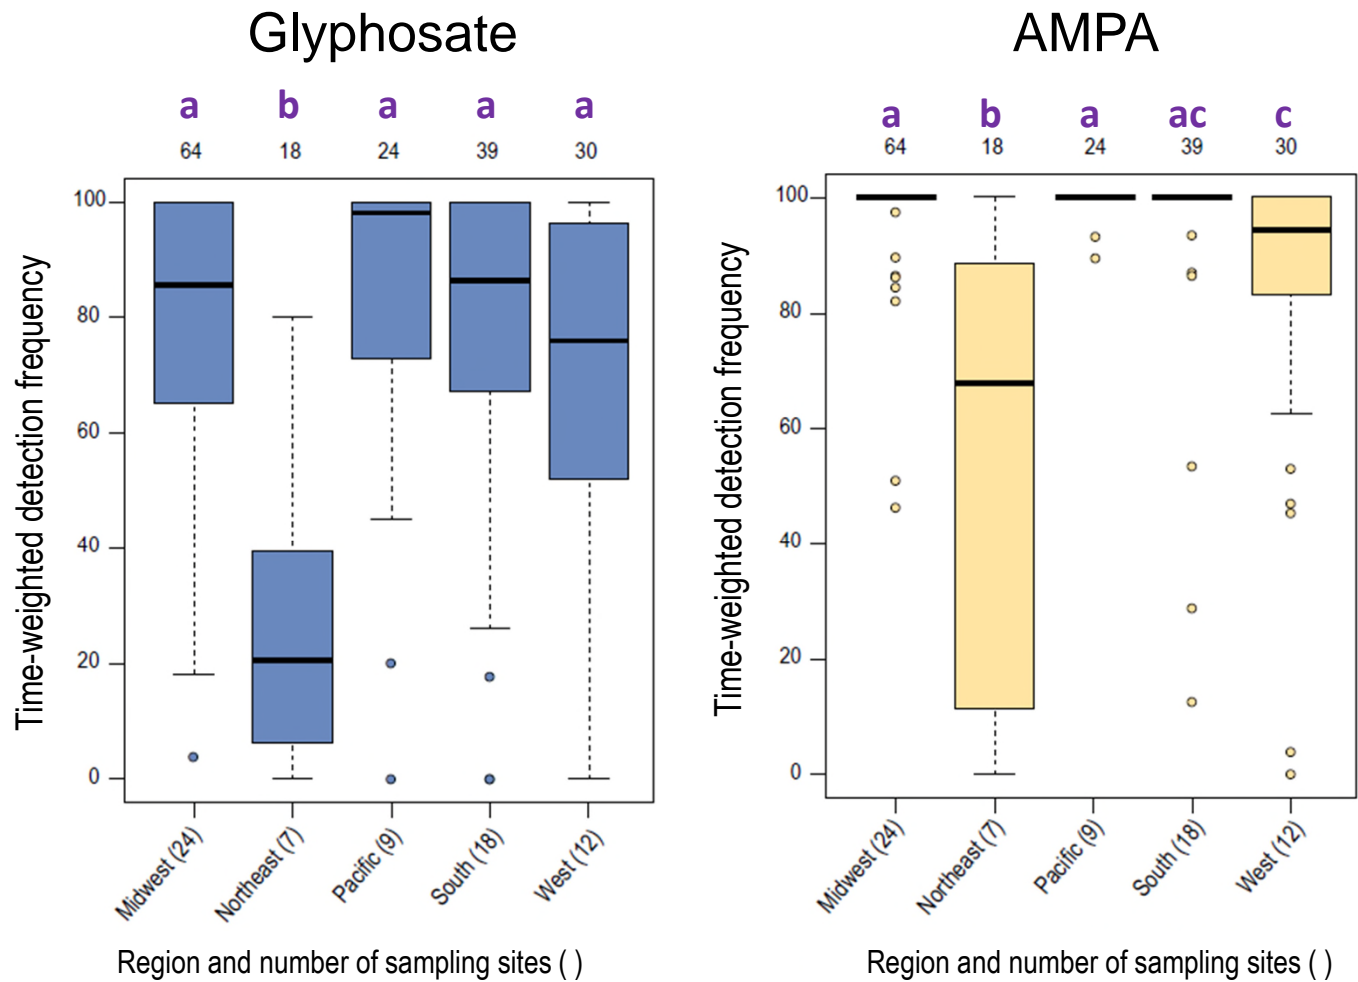 Glyphosate
a b a a a
64 18 24 39 30
Time-weighted detection frequency
100
80
60
40
20
0
Midwest (24)
Northeast (7)
Pacific (9)
South (18)
West (12)
Region and number of sampling sites ( )
AMPA
a b a ac c
64 18 24 39 30
Time-weighted detection frequency
100
80
60
40
20
0
Midwest (24)
Northeast (7)
Pacific (9)
South (18)
West (12)
Region and number of sampling sites ( )